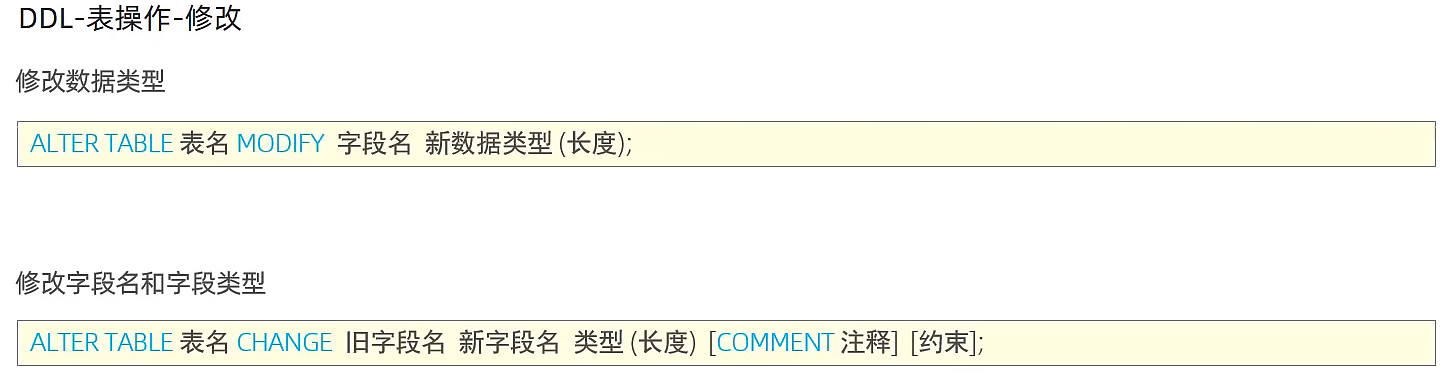 DDL-表操作-修改
修改数据类型
ALTER TABLE 表名 MODIFY 字段名 新数据类型 (长度);
修改字段名和字段类型
ALTER TABLE 表名 CHANGE 旧字段名 新字段名 类型 (长度) [COMMENT 注释] [约束];